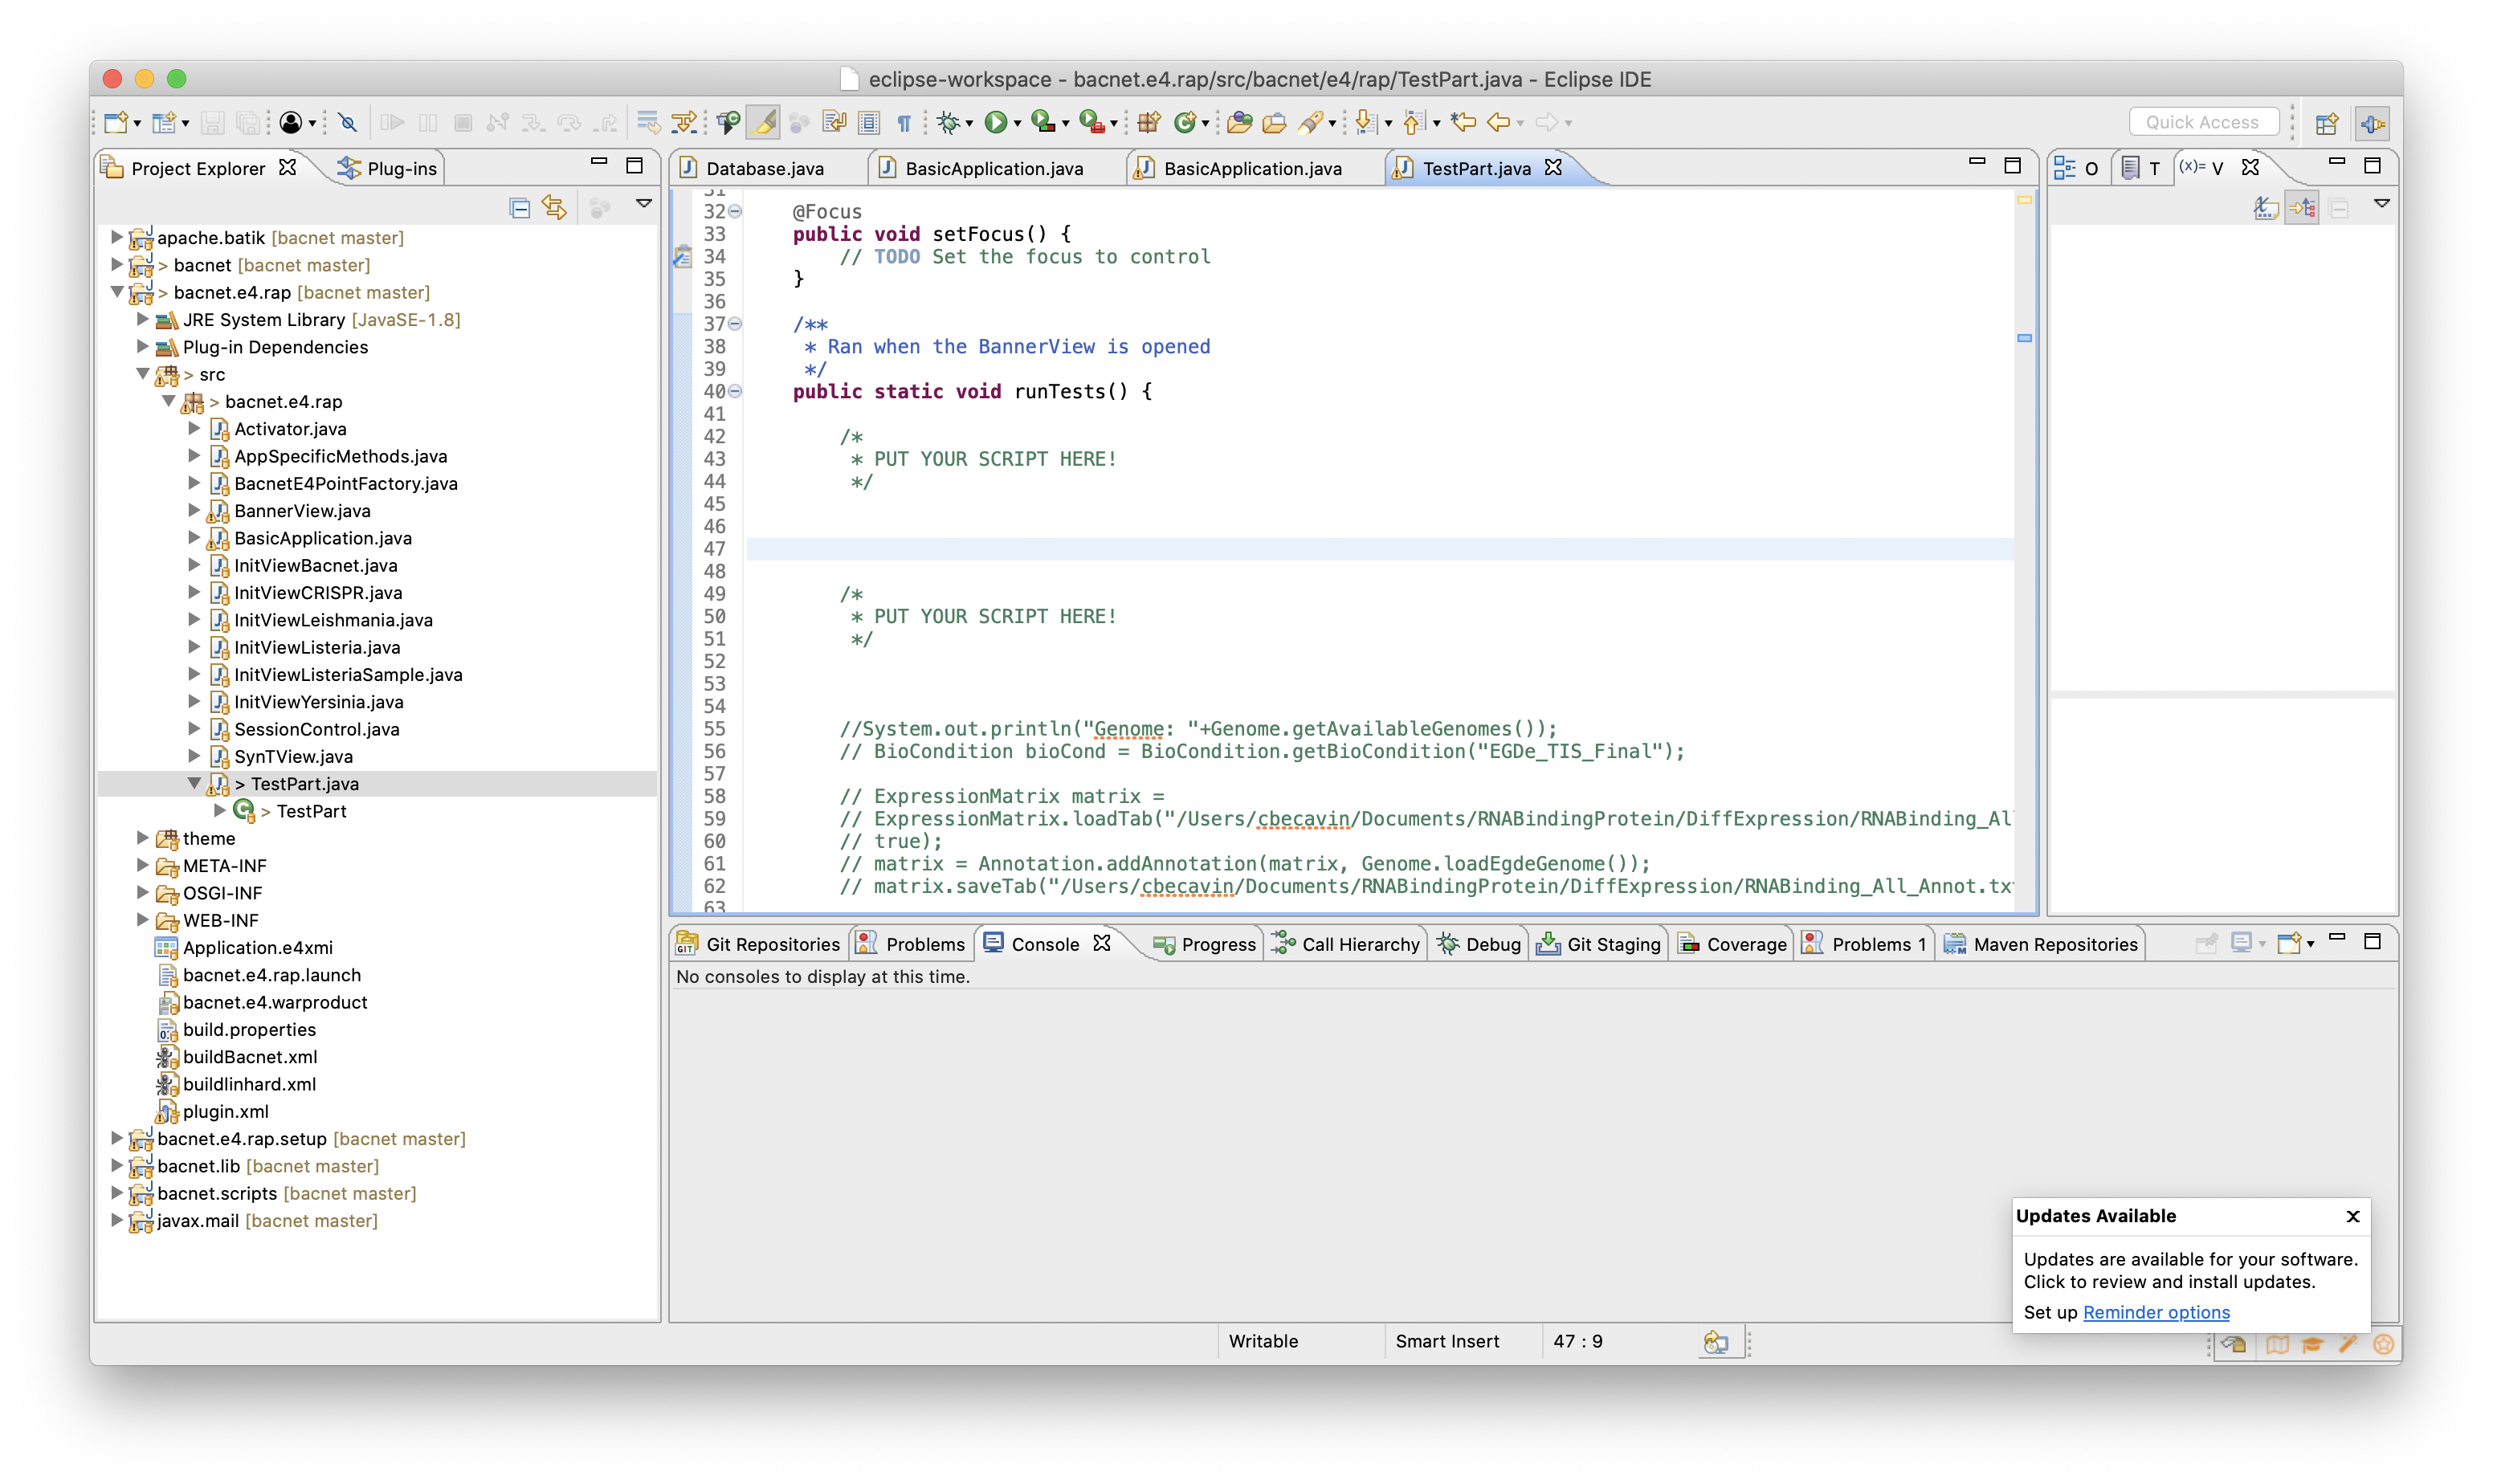 eclipse-workspace - bacnet.e4.rap/src/bacnet/e4/rap/TestPart.java - Eclipse IDE
Quick Access
Project Explorer
Plug-ins
apache.batik [bacnet master]
> bacnet [bacnet master]
> bacnet.e4.rap [bacnet master]
JRE System Library [JavaSE-1.8]
Plug-in Dependencies
> src
> bacnet.e4.rap
Activator.java
AppSpecificMethods.java
BacnetE4PointFactory.java
BannerView.java
BasicApplication.java
InitViewBacnet.java
InitViewCRISPR.java
InitViewLeishmania.java
InitViewListeria.java
InitViewListeriaSample.java
InitViewYersinia.java
SessionControl.java
SynTView.java
> TestPart.java
> TestPart
theme
META-INF
OSGI-INF
WEB-INF
Application.e4xmi
bacnet.e4.rap.launch
bacnet.e4.warproduct
build.properties
buildBacnet.xml
buildlinhard.xml
plugin.xml
bacnet.e4.rap.setup [bacnet master]
bacnet.lib [bacnet master]
bacnet.scripts [bacnet master]
javax.mail [bacnet master]
Database.java
BasicApplication.java
BasicApplication.java
TestPart.java
31
32 @Focus
33 public void setFocus() {
34 // TODO Set the focus to control
35 }
36
37 /**
38 * Ran when the BannerView is opened
39 */
40 public static void runTests() {
41
42 /*
43 * PUT YOUR SCRIPT HERE!
44 */
45
46
47
48
49 /*
50 * PUT YOUR SCRIPT HERE!
51 */
52
53
54
55 //System.out.println("Genome: "+Genome.getAvailableGenomes());
56 // BioCondition bioCond = BioCondition.getBioCondition("EGDe_TIS_Final");
57
58 // ExpressionMatrix matrix =
59 // ExpressionMatrix.loadTab("/Users/cbecavin/Documents/RNABindingProtein/DiffExpression/RNABinding_Al
60 // true);
61 // matrix = Annotation.addAnnotation(matrix, Genome.loadEgdeGenome());
62 // matrix.saveTab("/Users/cbecavin/Documents/RNABindingProtein/DiffExpression/RNABinding_All_Annot.tx
63
O
T
(x)= V
Git Repositories
Problems
Console
Progress
Call Hierarchy
Debug
Git Staging
Coverage
Problems 1
Maven Repositories
No consoles to display at this time.
Updates Available
Updates are available for your software.
Click to review and install updates.
Set up Reminder options
Writable
Smart Insert
47 : 9